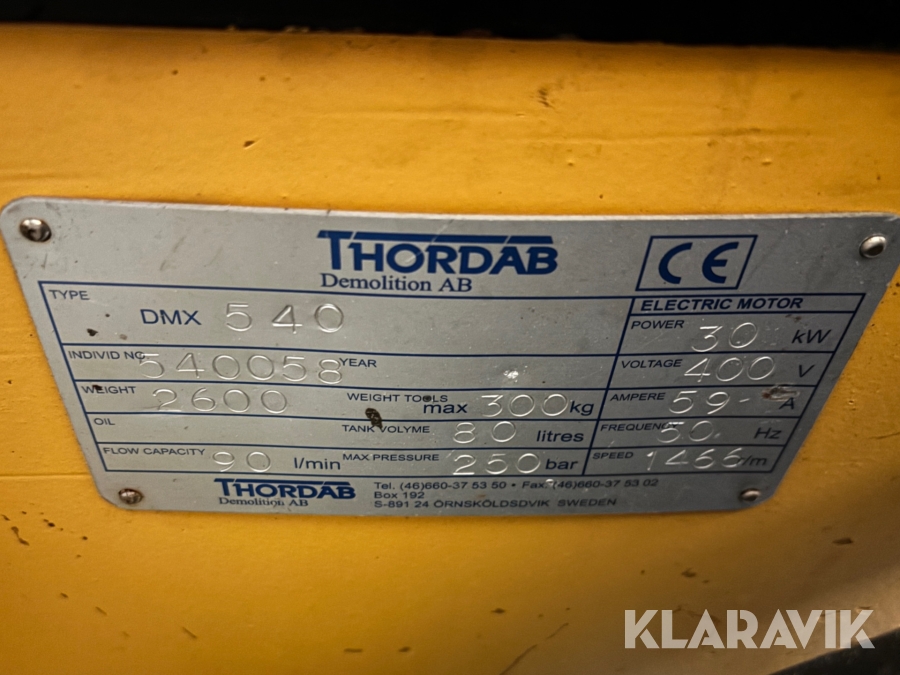 THORDAB
Demolition AB
CE
TYPE DMX 540
ELECTRIC MOTOR
POWER 30 kW
INDIVID NO 540058 YEAR
VOLTAGE 400 V
WEIGHT 2600 WEIGHT TOOLS max 300 kg
AMPERE 59 A
OIL TANK VOLYME 80 litres
FREQUENCY 50 Hz
FLOW CAPACITY 90 l/min MAX PRESSURE 250 bar
SPEED 1466 /m
THORDAB
Demolition AB
Tel. (46)660-37 53 50 • Fax. (46)660-37 53 02
Box 192
S-891 24 ÖRNSKÖLDSDVIK SWEDEN
KLARAVIK